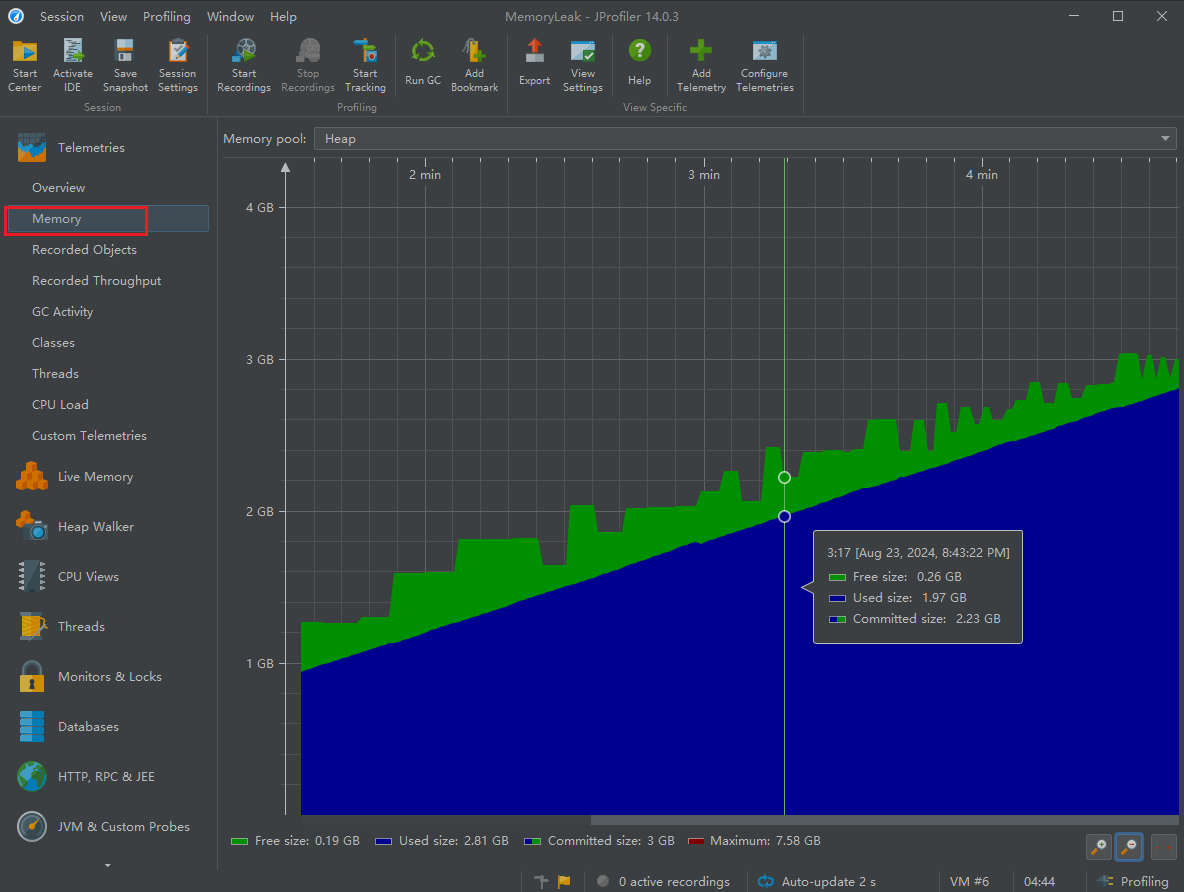 Session View Profiling Window Help
MemoryLeak - JProfiler 14.0.3
Start Center
Activate IDE
Save Snapshot
Session Settings
Start Recordings
Stop Recordings
Start Tracking
Run GC
Add Bookmark
Export
View Settings
Help
Add Telemetry
Configure Telemetries
Session
Profiling
View Specific
Telemetries
Overview
Memory
Recorded Objects
Recorded Throughput
GC Activity
Classes
Threads
CPU Load
Custom Telemetries
Live Memory
Heap Walker
CPU Views
Threads
Monitors & Locks
Databases
HTTP, RPC & JEE
JVM & Custom Probes
Memory pool: Heap
2 min 3 min 4 min
4 GB
3 GB
2 GB
1 GB
3:17 [Aug 23, 2024, 8:43:22 PM]
Free size: 0.26 GB
Used size: 1.97 GB
Committed size: 2.23 GB
Free size: 0.19 GB Used size: 2.81 GB Committed size: 3 GB Maximum: 7.58 GB
0 active recordings Auto-update 2 s VM #6 04:44 Profiling